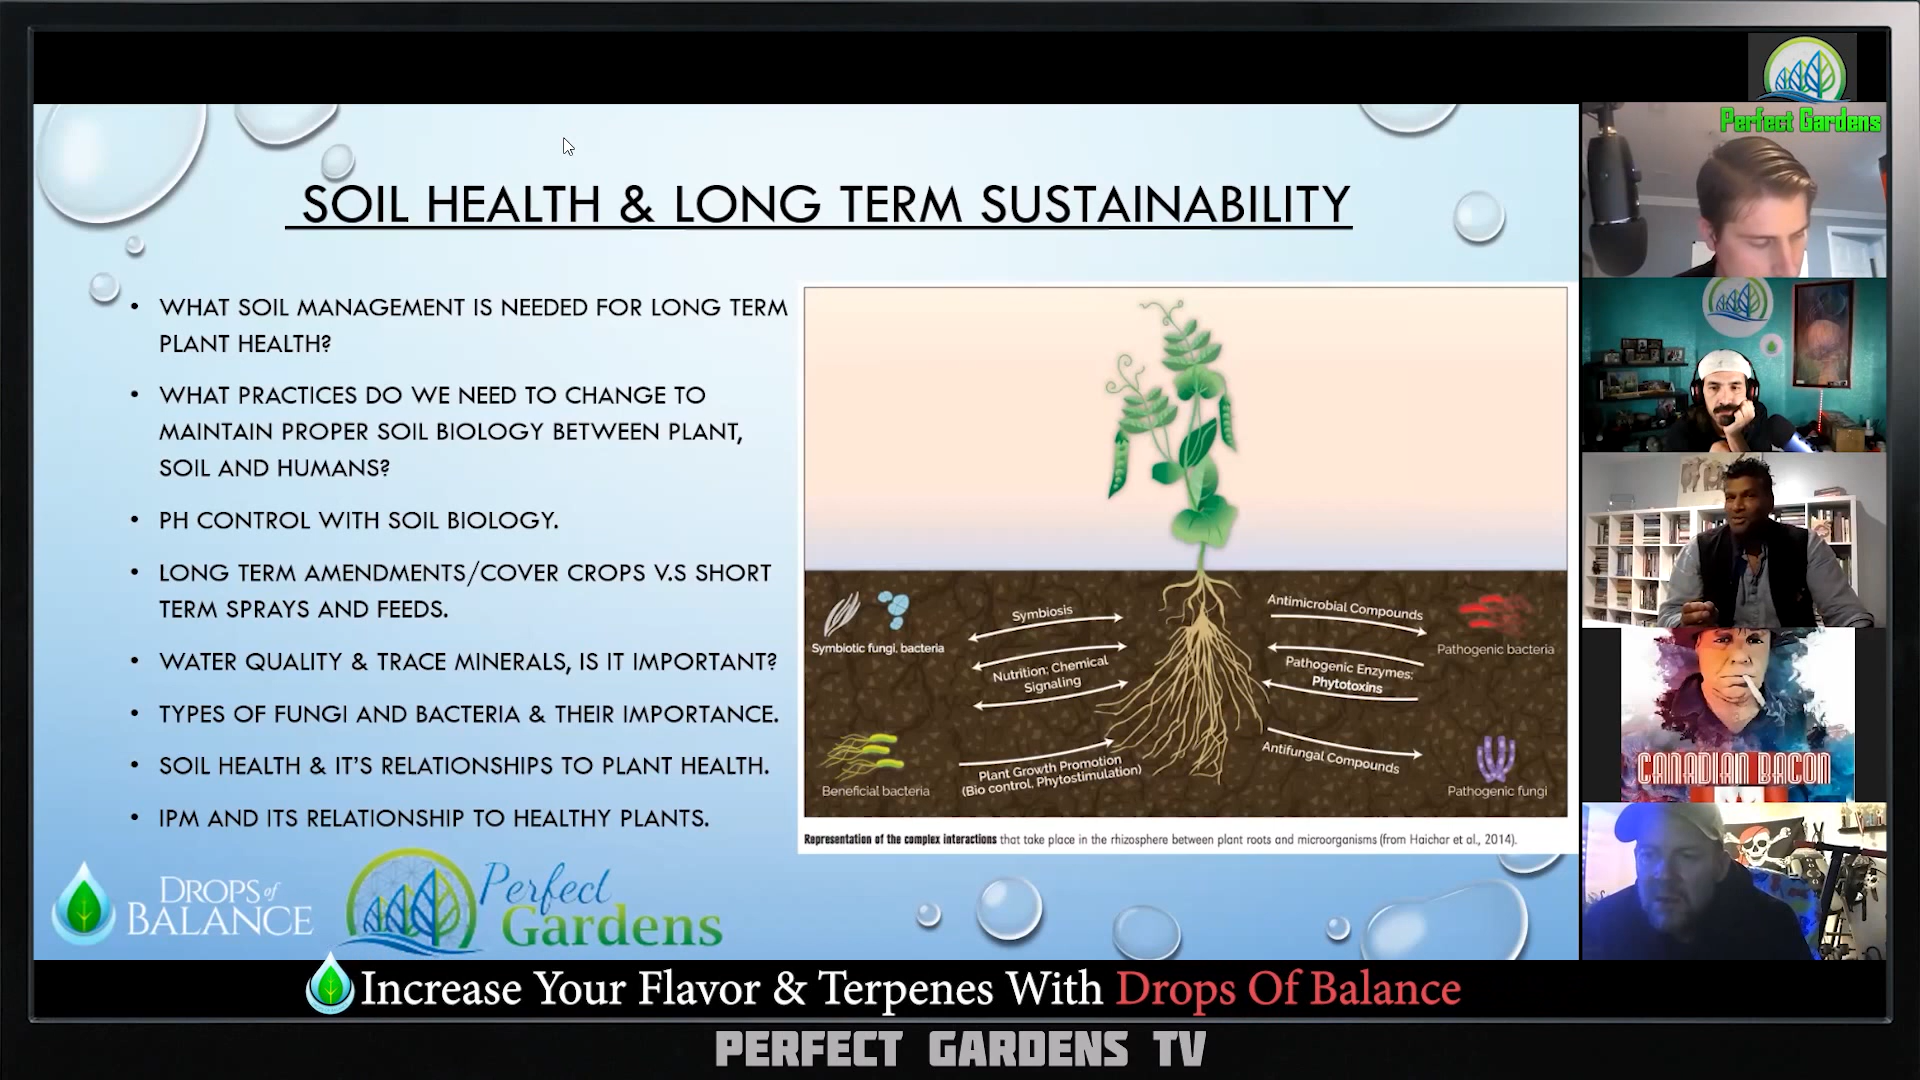 Perfect Gardens
SOIL HEALTH & LONG TERM SUSTAINABILITY
• WHAT SOIL MANAGEMENT IS NEEDED FOR LONG TERM
PLANT HEALTH?
• WHAT PRACTICES DO WE NEED TO CHANGE TO
MAINTAIN PROPER SOIL BIOLOGY BETWEEN PLANT,
SOIL AND HUMANS?
• PH CONTROL WITH SOIL BIOLOGY.
• LONG TERM AMENDMENTS/COVER CROPS V.S SHORT
TERM SPRAYS AND FEEDS.
• WATER QUALITY & TRACE MINERALS, IS IT IMPORTANT?
• TYPES OF FUNGI AND BACTERIA & THEIR IMPORTANCE.
• SOIL HEALTH & IT'S RELATIONSHIPS TO PLANT HEALTH.
• IPM AND ITS RELATIONSHIP TO HEALTHY PLANTS.
Symbiotic fungi, bacteria
Symbiosis
Nutrition; Chemical
Signaling
Beneficial bacteria
Plant Growth Promotion
(Bio control, Phytostimulation)
Antimicrobial Compounds
Pathogenic bacteria
Pathogenic Enzymes;
Phytotoxins
Antifungal Compounds
Pathogenic fungi
Representation of the complex interactions that take place in the rhizosphere between plant roots and microorganisms (from Haichar et al., 2014).
DROPS of
BALANCE
Perfect
Gardens
CANADIAN BACON
Increase Your Flavor & Terpenes With Drops Of Balance
PERFECT GARDENS TV